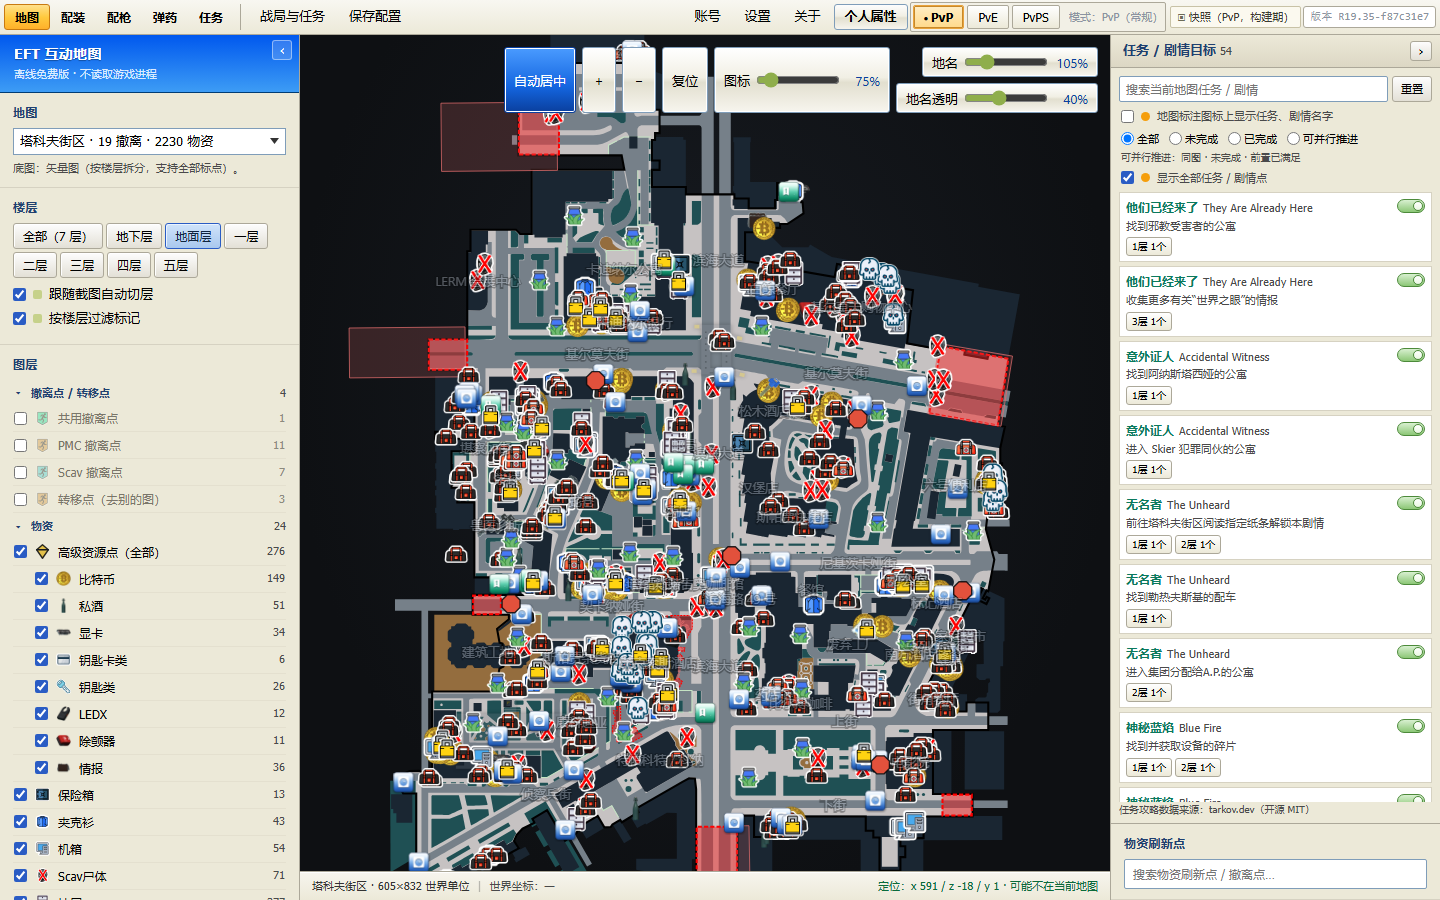 地图 配装 配枪 弹药 任务 战局与任务 保存配置 账号 设置 关于 个人属性 • PvP PvE PvPS 模式：PvP（常规） 快照（PvP，构建期） 版本 R19.35-f87c31e7
EFT 互动地图
离线免费版 · 不读取游戏进程
地图
塔科夫街区 · 19 撤离 · 2230 物资
底图：矢量图（按楼层拆分，支持全部标点）。
楼层
全部（7 层） 地下层 地面层 一层
二层 三层 四层 五层
跟随截图自动切层
按楼层过滤标记
图层
撤离点 / 转移点 4
共用撤离点 1
PMC 撤离点 11
Scav 撤离点 7
转移点（去别的图） 3
物资 24
高级资源点（全部） 276
比特币 149
私酒 51
显卡 34
钥匙卡类 6
钥匙类 26
LEDX 12
除颤器 11
情报 36
保险箱 13
夹克衫 43
机箱 54
Scav尸体 71
自动居中 + − 复位 图标 75%
地名 105%
地名透明 40%
滨海大道
基尔莫夫街
基尔莫夫街
尼基茨卡娅街
建筑工
上街
下街
塔科夫街区 · 605×832 世界单位 | 世界坐标：—
定位：x 591 / z -18 / y 1 · 可能不在当前地图
任务 / 剧情目标 54
搜索当前地图任务 / 剧情 重置
地图标注图标上显示任务、剧情名字
全部 未完成 已完成 可并行推进
可并行推进：同图 · 未完成 · 前置已满足
显示全部任务 / 剧情点
他们已经来了 They Are Already Here
找到邪教受害者的公寓
1层 1个
他们已经来了 They Are Already Here
收集更多有关“世界之眼”的情报
3层 1个
意外证人 Accidental Witness
找到阿纳斯塔西娅的公寓
1层 1个
意外证人 Accidental Witness
进入 Skier 犯罪同伙的公寓
1层 1个
无名者 The Unheard
前往塔科夫街区阅读指定纸条解锁本剧情
1层 1个 2层 1个
无名者 The Unheard
找到勒热夫斯基的配车
1层 1个
无名者 The Unheard
进入集团分配给A.P.的公寓
2层 1个
神秘蓝焰 Blue Fire
找到并获取设备的碎片
1层 1个 2层 1个
任务攻略数据来源：tarkov.dev（开源 MIT）
物资刷新点
搜索物资刷新点 / 撤离点...